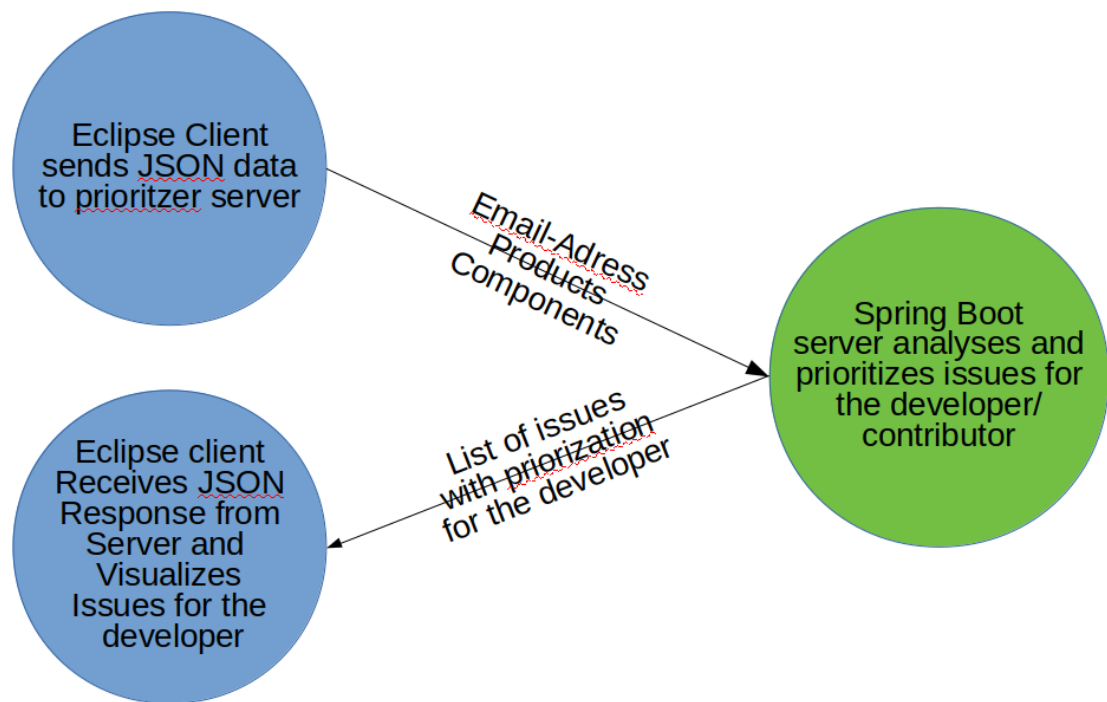 Eclipse Client
sends JSON data
to prioritzer server
Email-Adress
Products
Components
Spring Boot
server analyses and
prioritizes issues for
the developer/
contributor
List of issues
with priorization
for the developer
Eclipse client
Receives JSON
Response from
Server and
Visualizes
Issues for the
developer